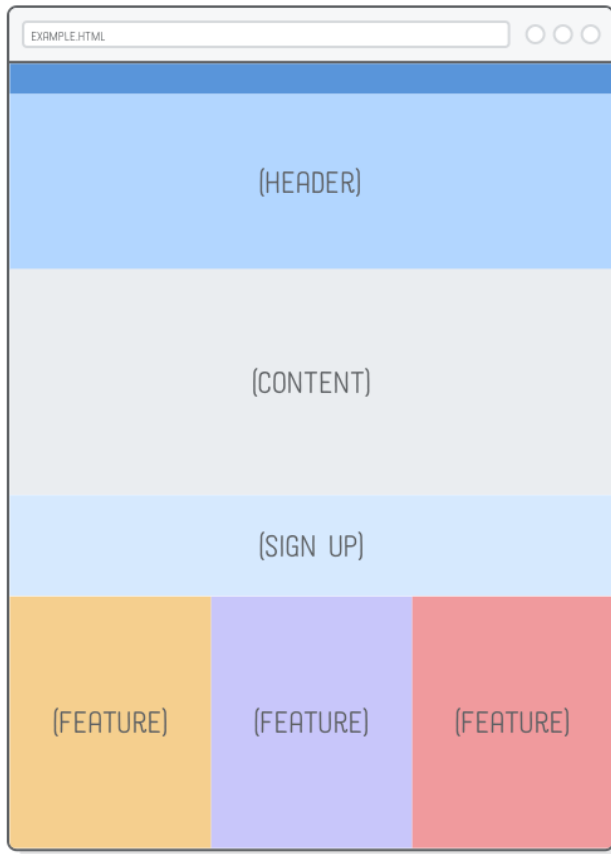 EXAMPLE.HTML
(HEADER)
(CONTENT)
(SIGN UP)
(FEATURE) (FEATURE) (FEATURE)